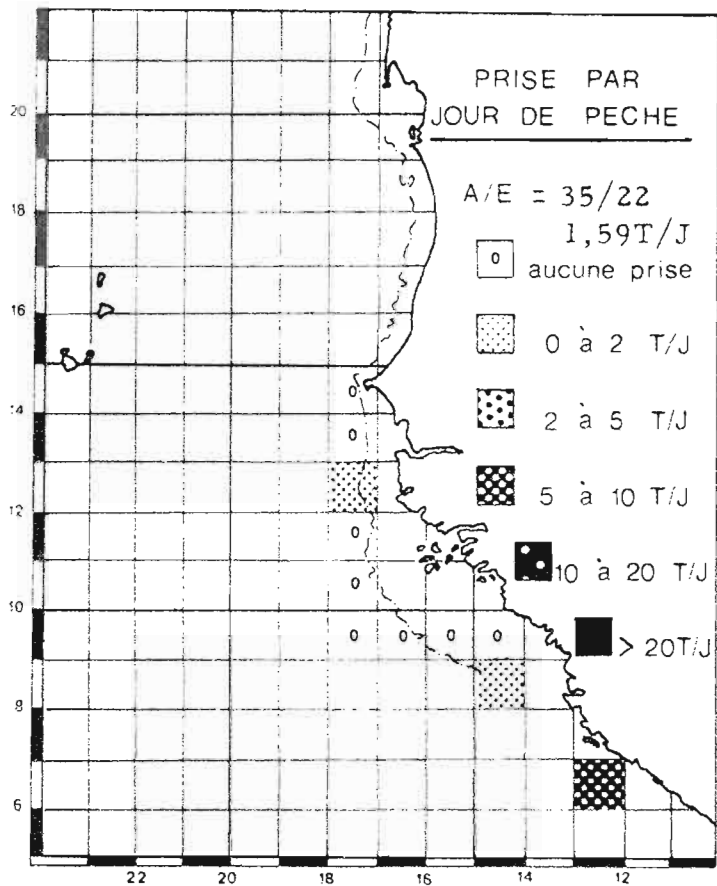 PRISE PAR
JOUR DE PECHE
A/E = 35/22
1,59T/J
0 aucune prise
0 à 2 T/J
2 à 5 T/J
5 à 10 T/J
10 à 20 T/J
> 20T/J
20
18
16
14
12
10
8
6
0
0
0
0
0 0 0 0
22 20 18 16 14 12